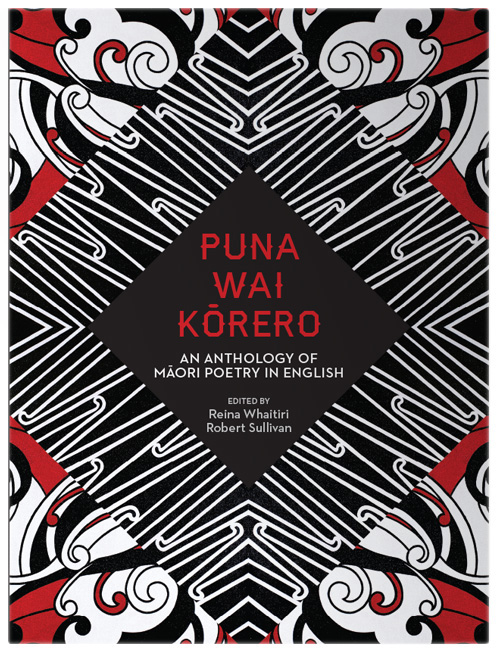 PUNA
WAI
KŌRERO
AN ANTHOLOGY OF
MĀORI POETRY IN ENGLISH
EDITED BY
Reina Whaitiri
Robert Sullivan